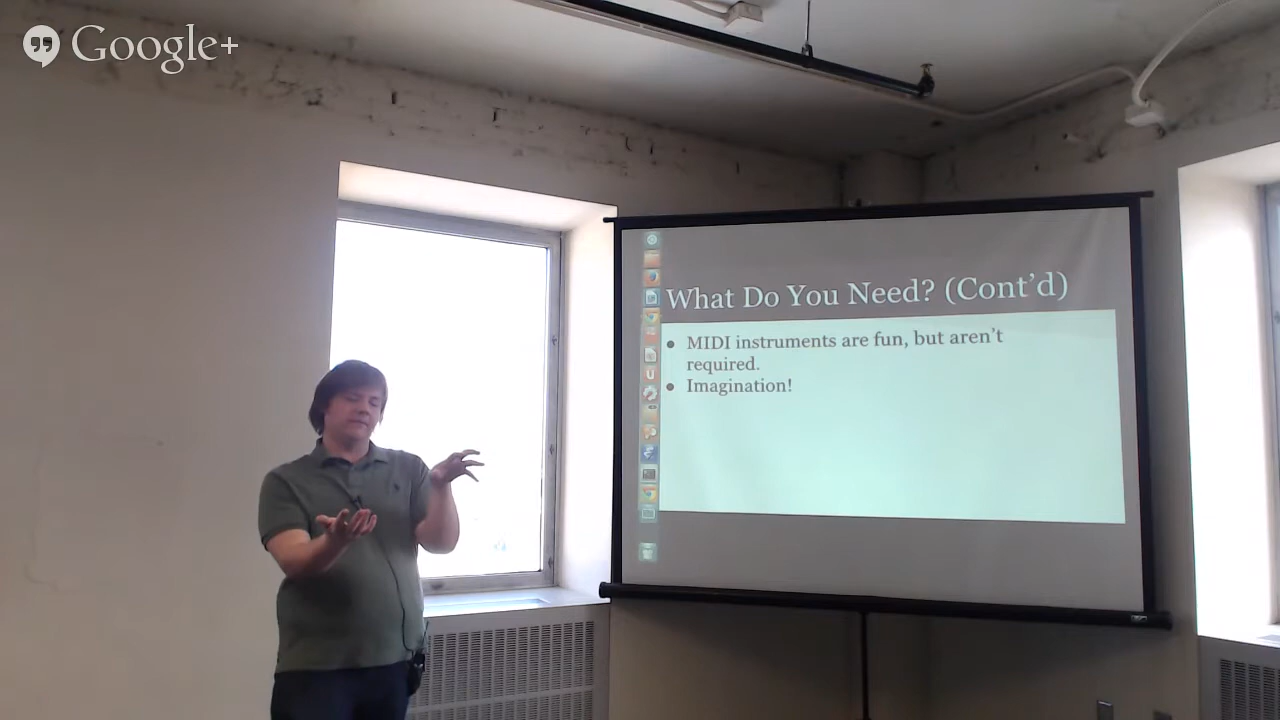 Google+
What Do You Need? (Cont'd)
● MIDI instruments are fun, but aren't
required.
● Imagination!